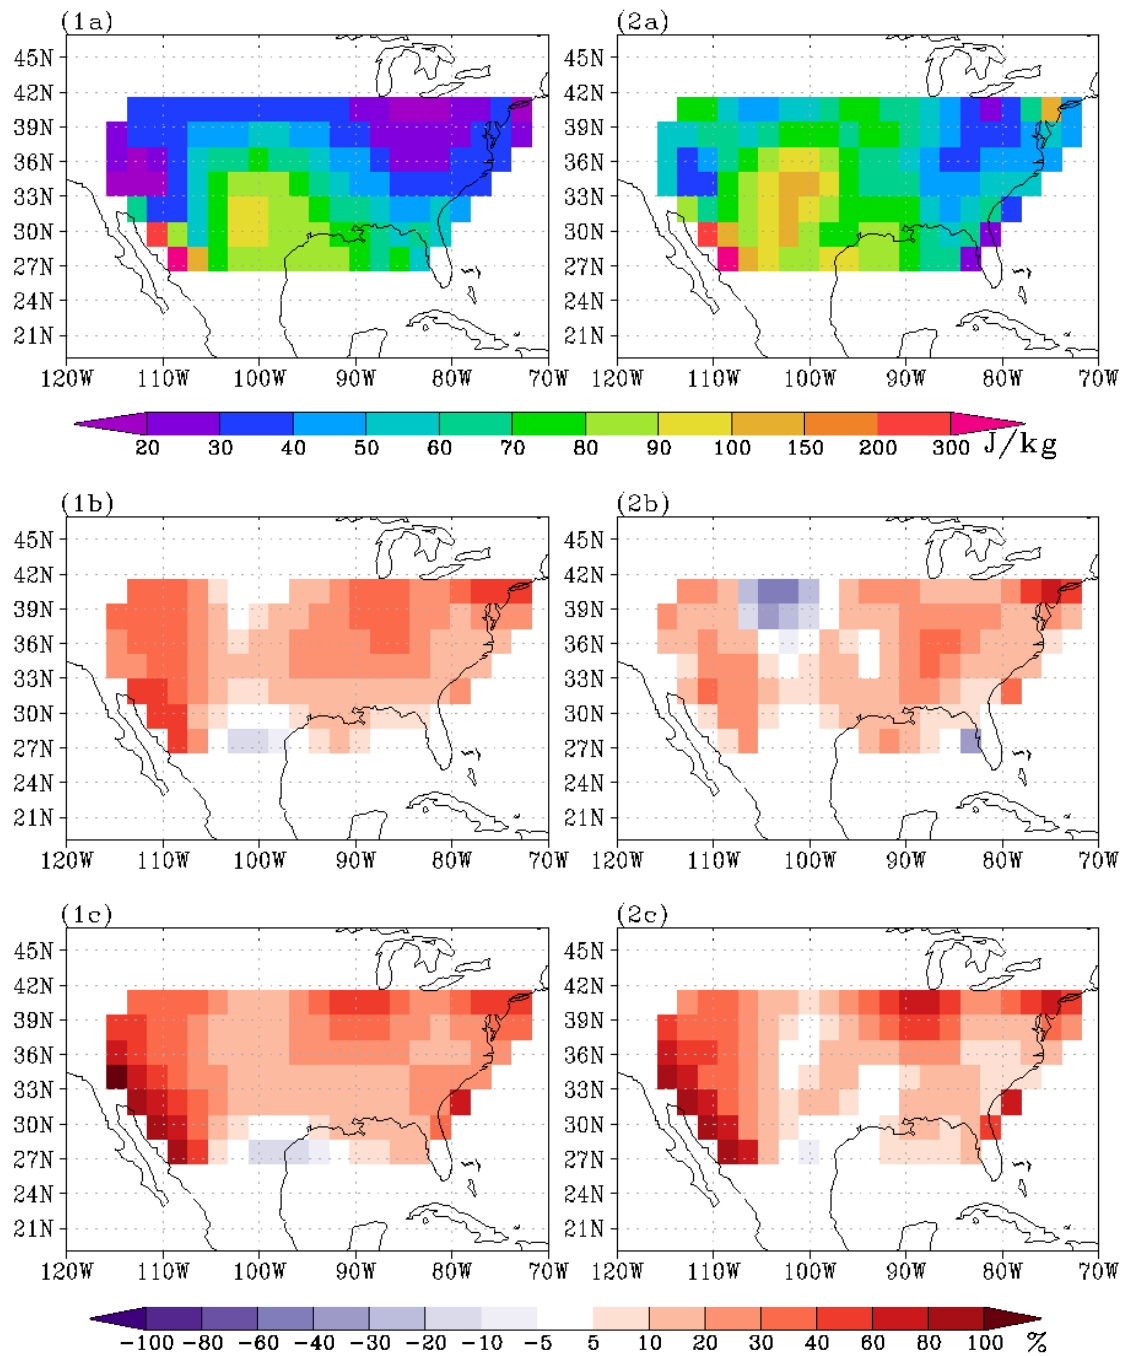 (1a) (2a)
45N 45N
42N 42N
39N 39N
36N 36N
33N 33N
30N 30N
27N 27N
24N 24N
21N 21N
120W 110W 100W 90W 80W 70W 120W 110W 100W 90W 80W 70W
20 30 40 50 60 70 80 90 100 150 200 300 J/kg
(1b) (2b)
45N 45N
42N 42N
39N 39N
36N 36N
33N 33N
30N 30N
27N 27N
24N 24N
21N 21N
120W 110W 100W 90W 80W 70W 120W 110W 100W 90W 80W 70W
(1c) (2c)
45N 45N
42N 42N
39N 39N
36N 36N
33N 33N
30N 30N
27N 27N
24N 24N
21N 21N
120W 110W 100W 90W 80W 70W 120W 110W 100W 90W 80W 70W
-100 -80 -60 -40 -30 -20 -10 -5 5 10 20 30 40 60 80 100 %